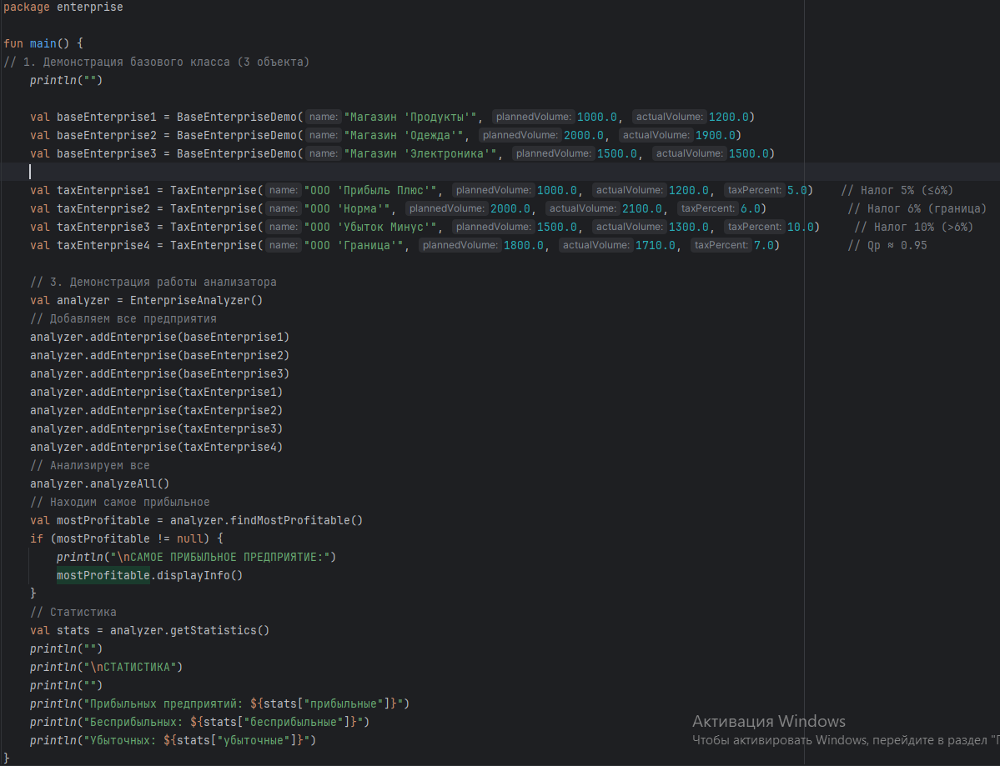 package enterprise
fun main() {
// 1. Демонстрация базового класса (3 объекта)
println("")
val baseEnterprise1 = BaseEnterpriseDemo( name: "Магазин 'Продукты'", plannedVolume: 1000.0, actualVolume: 1200.0)
val baseEnterprise2 = BaseEnterpriseDemo( name: "Магазин 'Одежда'", plannedVolume: 2000.0, actualVolume: 1900.0)
val baseEnterprise3 = BaseEnterpriseDemo( name: "Магазин 'Электроника'", plannedVolume: 1500.0, actualVolume: 1500.0)
val taxEnterprise1 = TaxEnterprise( name: "ООО 'Прибыль Плюс'", plannedVolume: 1000.0, actualVolume: 1200.0, taxPercent: 5.0) // Налог 5% (≤6%)
val taxEnterprise2 = TaxEnterprise( name: "ООО 'Норма'", plannedVolume: 2000.0, actualVolume: 2100.0, taxPercent: 6.0) // Налог 6% (граница)
val taxEnterprise3 = TaxEnterprise( name: "ООО 'Убыток Минус'", plannedVolume: 1500.0, actualVolume: 1300.0, taxPercent: 10.0) // Налог 10% (>6%)
val taxEnterprise4 = TaxEnterprise( name: "ООО 'Граница'", plannedVolume: 1800.0, actualVolume: 1710.0, taxPercent: 7.0) // Qp ≈ 0.95
// 3. Демонстрация работы анализатора
val analyzer = EnterpriseAnalyzer()
// Добавляем все предприятия
analyzer.addEnterprise(baseEnterprise1)
analyzer.addEnterprise(baseEnterprise2)
analyzer.addEnterprise(baseEnterprise3)
analyzer.addEnterprise(taxEnterprise1)
analyzer.addEnterprise(taxEnterprise2)
analyzer.addEnterprise(taxEnterprise3)
analyzer.addEnterprise(taxEnterprise4)
// Анализируем все
analyzer.analyzeAll()
// Находим самое прибыльное
val mostProfitable = analyzer.findMostProfitable()
if (mostProfitable != null) {
println("\nСАМОЕ ПРИБЫЛЬНОЕ ПРЕДПРИЯТИЕ:")
mostProfitable.displayInfo()
}
// Статистика
val stats = analyzer.getStatistics()
println("")
println("\nСТАТИСТИКА")
println("")
println("Прибыльных предприятий: ${stats["прибыльные"]}")
println("Бесприбыльных: ${stats["бесприбыльные"]}")
println("Убыточных: ${stats["убыточные"]}")
}
Активация Windows
Чтобы активировать Windows, перейдите в раздел "